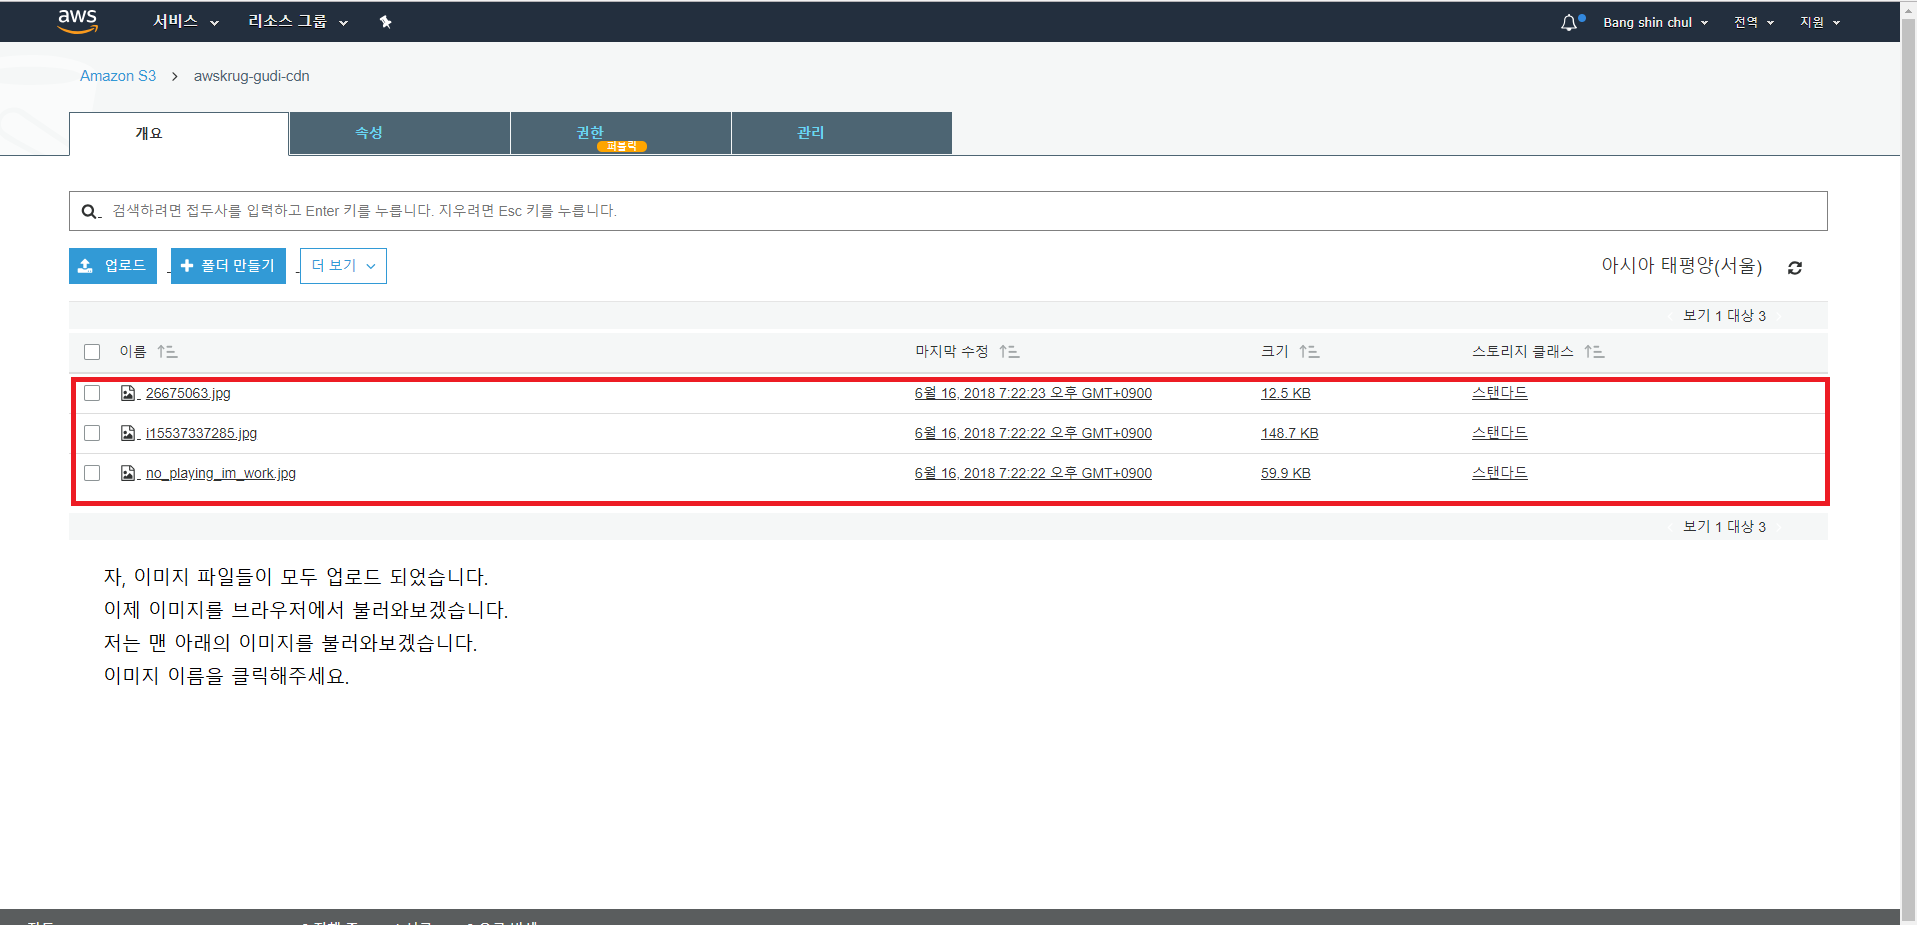 aws 서비스 리소스 그룹 Bang shin chul 전역 지원
Amazon S3 > awskrug-gudi-cdn
개요 속성 권한 관리
퍼블릭
검색하려면 접두사를 입력하고 Enter 키를 누릅니다. 지우려면 Esc 키를 누릅니다.
업로드 폴더 만들기 더 보기 아시아 태평양(서울)
보기 1 대상 3
이름 마지막 수정 크기 스토리지 클래스
26675063.jpg 6월 16, 2018 7:22:23 오후 GMT+0900 12.5 KB 스탠다드
i15537337285.jpg 6월 16, 2018 7:22:22 오후 GMT+0900 148.7 KB 스탠다드
no_playing_im_work.jpg 6월 16, 2018 7:22:22 오후 GMT+0900 59.9 KB 스탠다드
보기 1 대상 3
자, 이미지 파일들이 모두 업로드 되었습니다.
이제 이미지를 브라우저에서 불러와보겠습니다.
저는 맨 아래의 이미지를 불러와보겠습니다.
이미지 이름을 클릭해주세요.